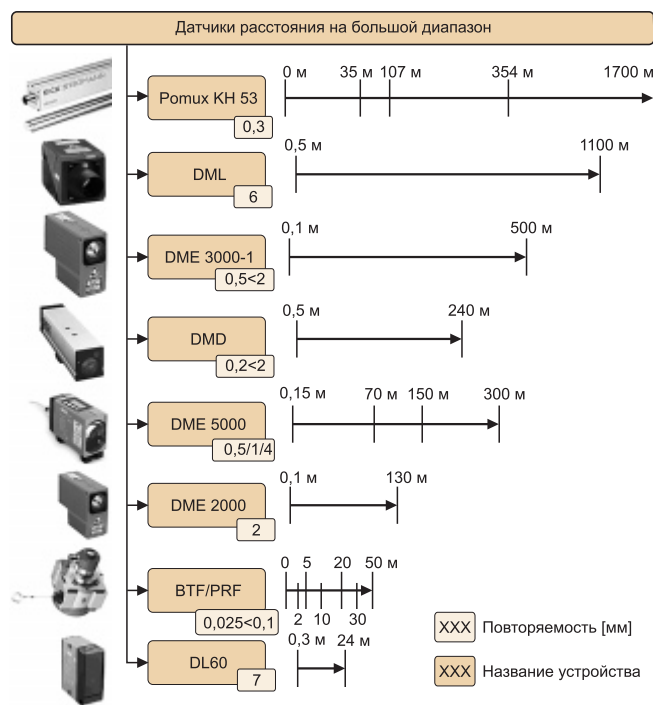 Датчики расстояния на большой диапазон
0 м 35 м 107 м 354 м 1700 м
Pomux KH 53
0,3
0,5 м 1100 м
DML
6
0,1 м 500 м
DME 3000-1
0,5<2
0,5 м 240 м
DMD
0,2<2
0,15 м 70 м 150 м 300 м
DME 5000
0,5/1/4
0,1 м 130 м
DME 2000
2
0 5 20 50 м
BTF/PRF
2 10 30
0,025<0,1
0,3 м 24 м
DL60
7
XXX Повторяемость [мм]
XXX Название устройства